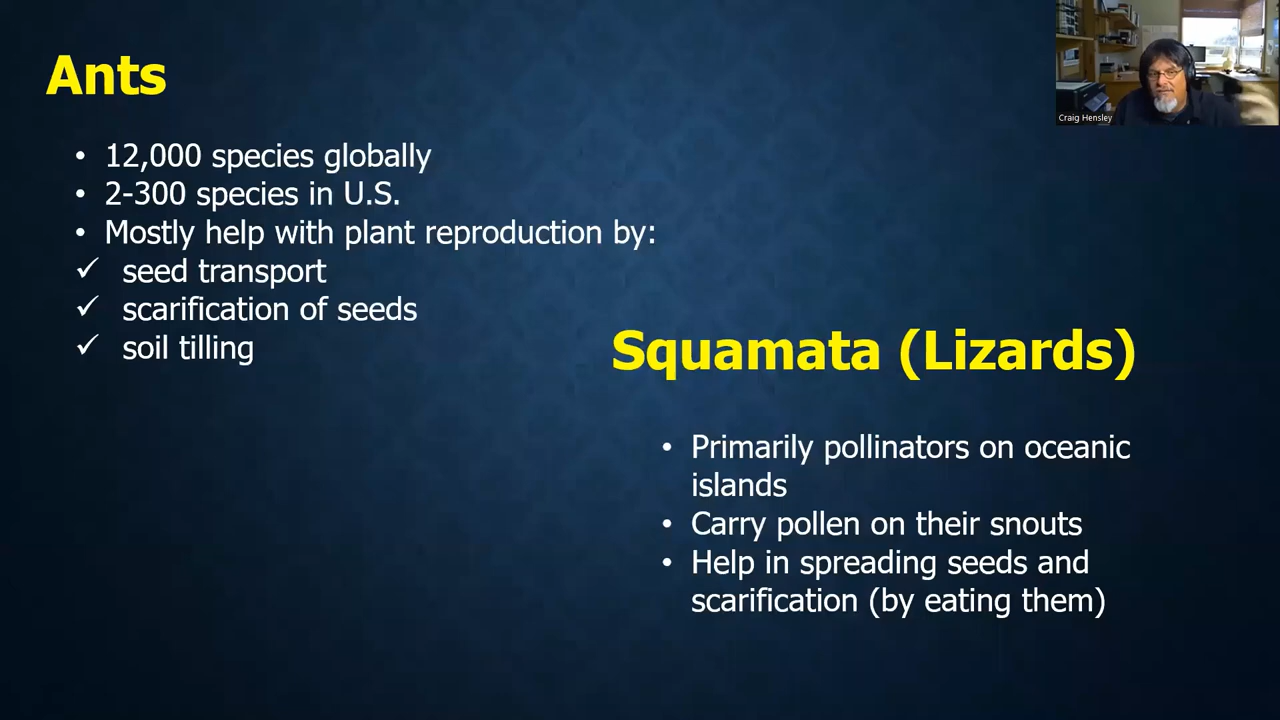 Ants
• 12,000 species globally
• 2-300 species in U.S.
• Mostly help with plant reproduction by:
✓ seed transport
✓ scarification of seeds
✓ soil tilling
Squamata (Lizards)
• Primarily pollinators on oceanic
islands
• Carry pollen on their snouts
• Help in spreading seeds and
scarification (by eating them)
Craig Hensley